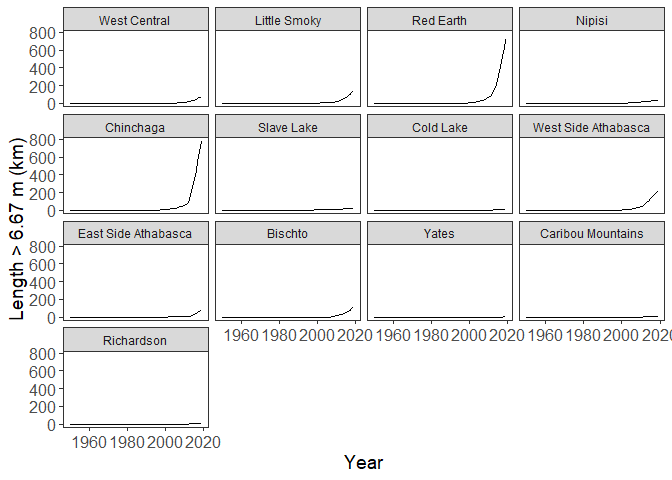 West Central Little Smoky Red Earth Nipisi
800
600
400
200
0
Chinchaga Slave Lake Cold Lake West Side Athabasca
800
600
400
200
0
East Side Athabasca Bischto Yates Caribou Mountains
800
600
400
200
0
1960 1980 2000 2020 1960 1980 2000 2020 1960 1980 2000 2020
Richardson
800
600
400
200
0
1960 1980 2000 2020
Length > 6.67 m (km)
Year